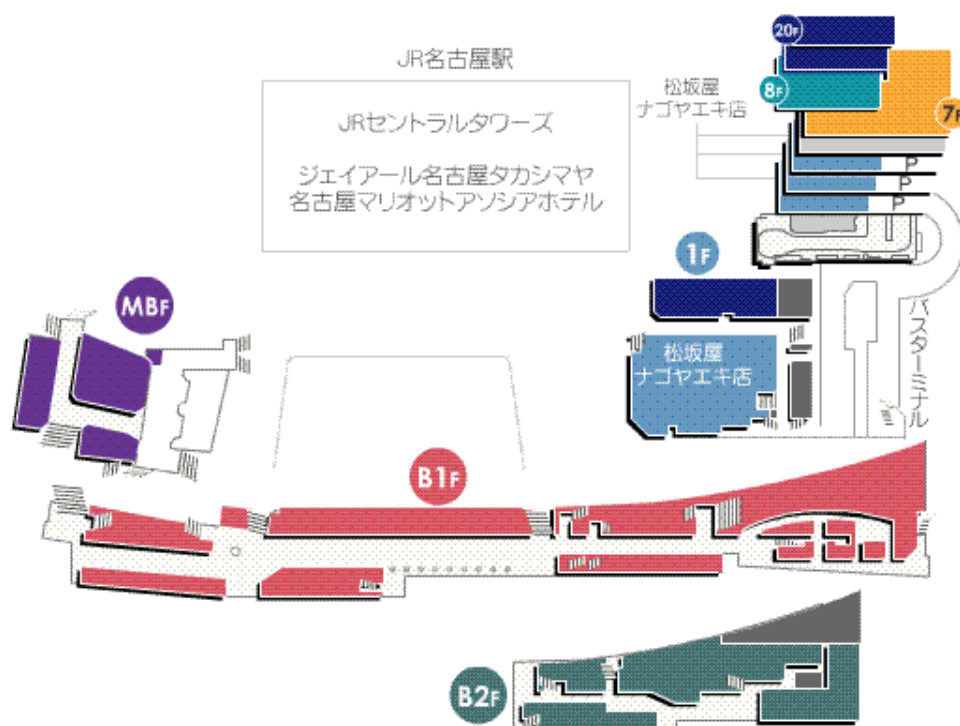 20F
JR名古屋駅
松坂屋
ナゴヤエキ店
8F
7F
JRセントラルタワーズ
P
ジェイアール名古屋タカシマヤ
P
名古屋マリオットアソシアホテル
P
1F
MBF
バスターミナル
松坂屋
ナゴヤエキ店
B1F
B2F